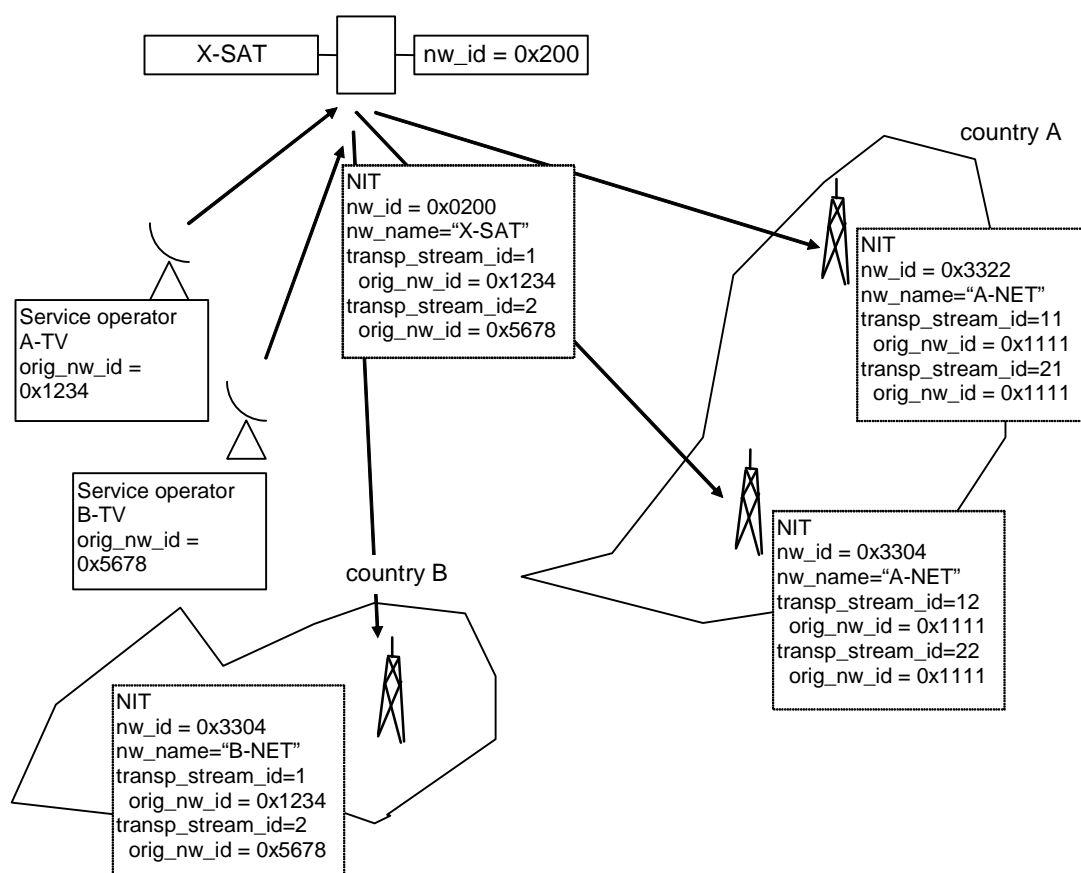 X-SAT
nw_id = 0x200
country A
NIT
nw_id = 0x0200
nw_name=“X-SAT”
transp_stream_id=1
orig_nw_id = 0x1234
transp_stream_id=2
orig_nw_id = 0x5678
NIT
nw_id = 0x3322
nw_name=“A-NET”
transp_stream_id=11
orig_nw_id = 0x1111
transp_stream_id=21
orig_nw_id = 0x1111
Service operator
A-TV
orig_nw_id =
0x1234
Service operator
B-TV
orig_nw_id =
0x5678
NIT
nw_id = 0x3304
nw_name=“A-NET”
transp_stream_id=12
orig_nw_id = 0x1111
transp_stream_id=22
orig_nw_id = 0x1111
country B
NIT
nw_id = 0x3304
nw_name=“B-NET”
transp_stream_id=1
orig_nw_id = 0x1234
transp_stream_id=2
orig_nw_id = 0x5678